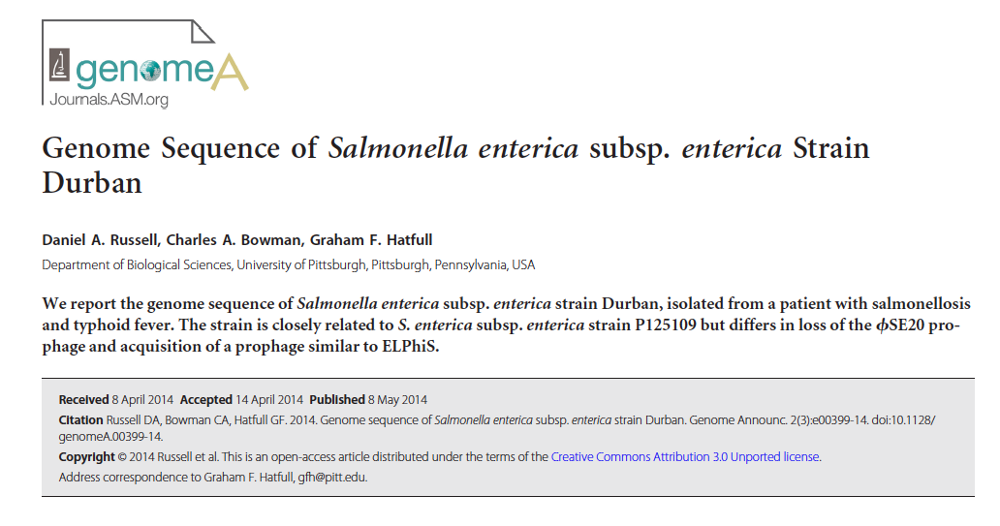 genomeA
Journals.ASM.org
Genome Sequence of Salmonella enterica subsp. enterica Strain
Durban
Daniel A. Russell, Charles A. Bowman, Graham F. Hatfull
Department of Biological Sciences, University of Pittsburgh, Pittsburgh, Pennsylvania, USA
We report the genome sequence of Salmonella enterica subsp. enterica strain Durban, isolated from a patient with salmonellosis
and typhoid fever. The strain is closely related to S. enterica subsp. enterica strain P125109 but differs in loss of the ϕSE20 pro-
phage and acquisition of a prophage similar to ELPhiS.
Received 8 April 2014 Accepted 14 April 2014 Published 8 May 2014
Citation Russell DA, Bowman CA, Hatfull GF. 2014. Genome sequence of Salmonella enterica subsp. enterica strain Durban. Genome Announc. 2(3):e00399-14. doi:10.1128/
genomeA.00399-14.
Copyright © 2014 Russell et al. This is an open-access article distributed under the terms of the Creative Commons Attribution 3.0 Unported license.
Address correspondence to Graham F. Hatfull, gfh@pitt.edu.